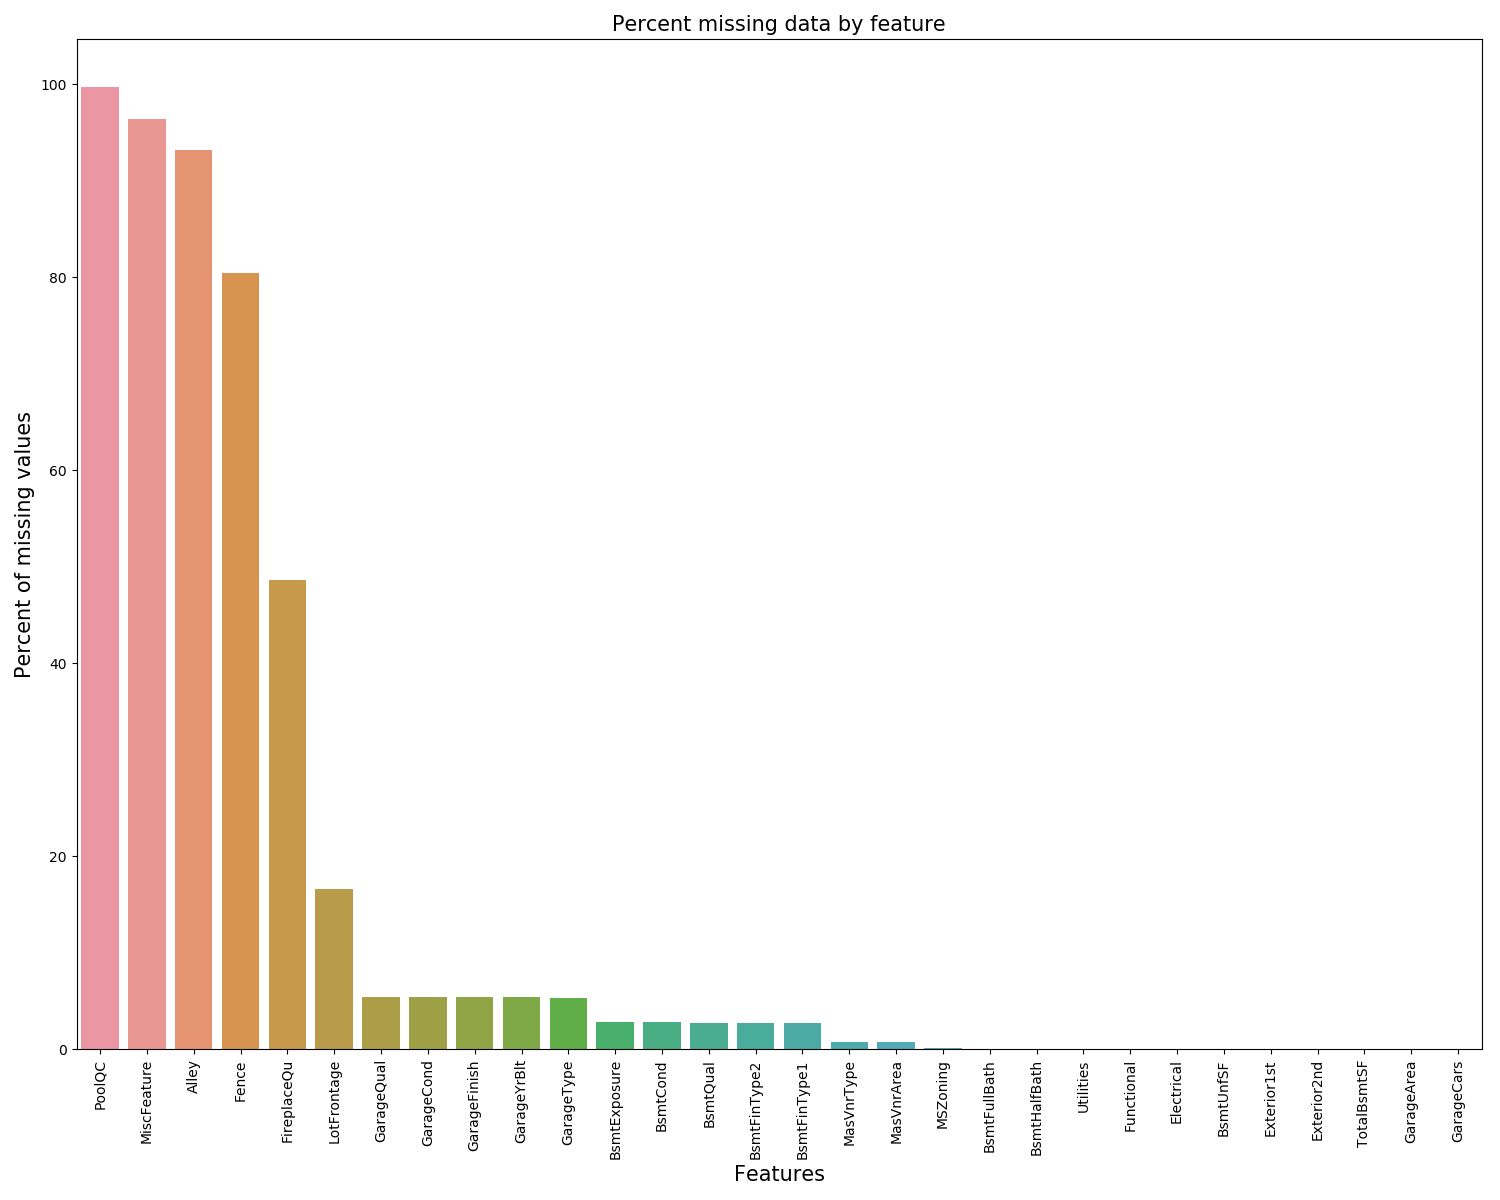 Percent missing data by feature
100
80
60
40
20
0
Percent of missing values
PoolQC
MiscFeature
Alley
Fence
FireplaceQu
LotFrontage
GarageQual
GarageCond
GarageFinish
GarageYrBlt
GarageType
BsmtExposure
BsmtCond
BsmtQual
BsmtFinType2
BsmtFinType1
MasVnrType
MasVnrArea
MSZoning
BsmtFullBath
BsmtHalfBath
Utilities
Functional
Electrical
BsmtUnfSF
Exterior1st
Exterior2nd
TotalBsmtSF
GarageArea
GarageCars
Features